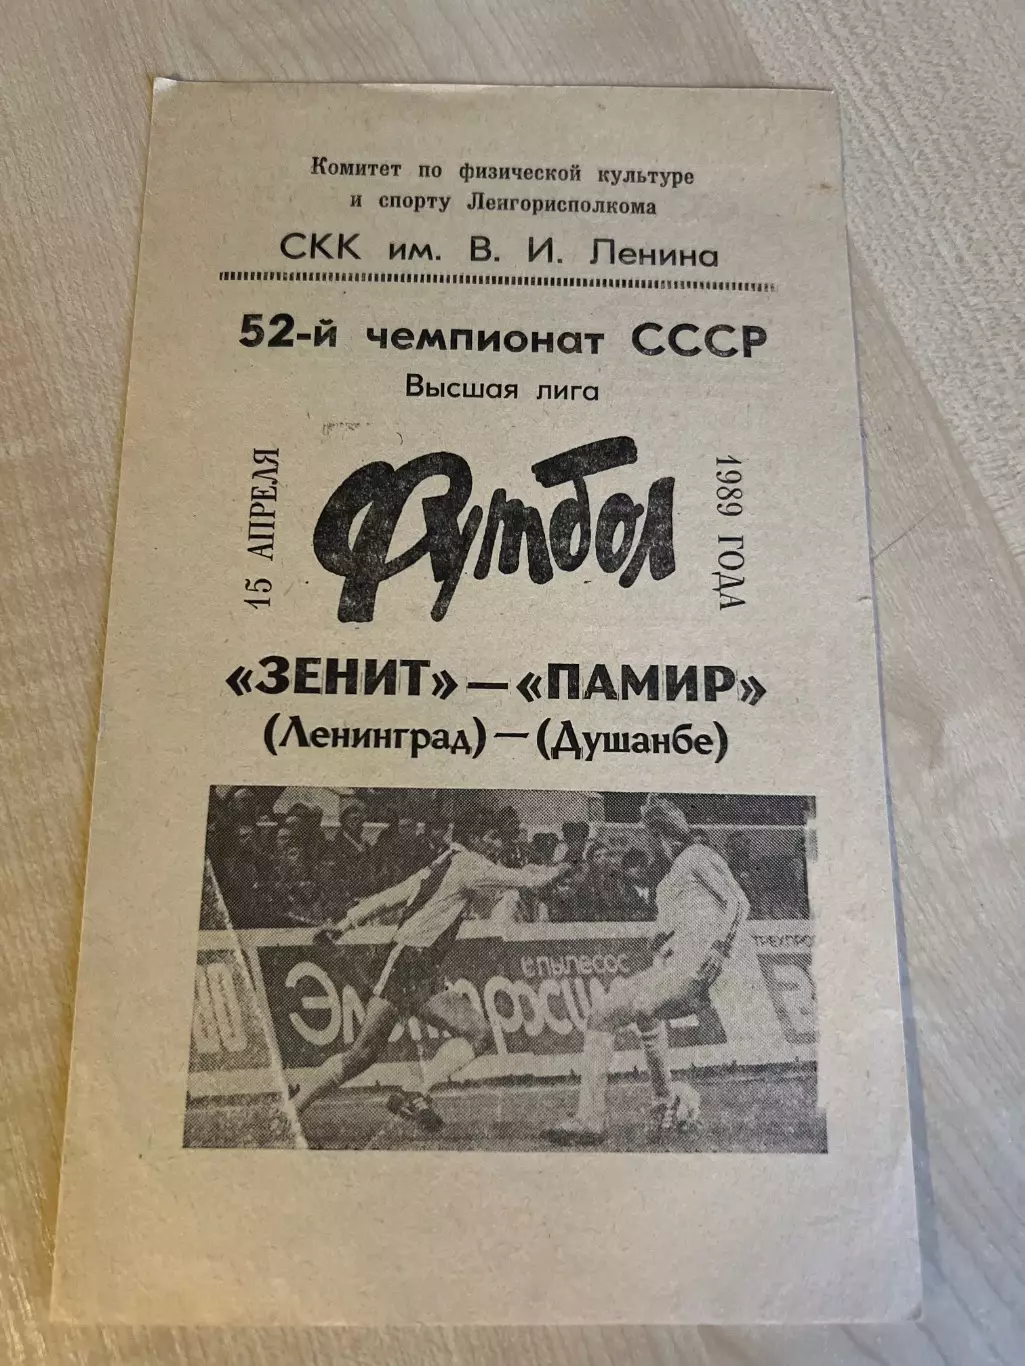 Комитет по физической культуре
и спорту Ленгорисполкома
СКК им. В. И. Ленина
52-й чемпионат СССР
Высшая лига
15 АПРЕЛЯ
Футбол
1989 ГОДА
«ЗЕНИТ» — «ПАМИР»
(Ленинград) — (Душанбе)
пылесос